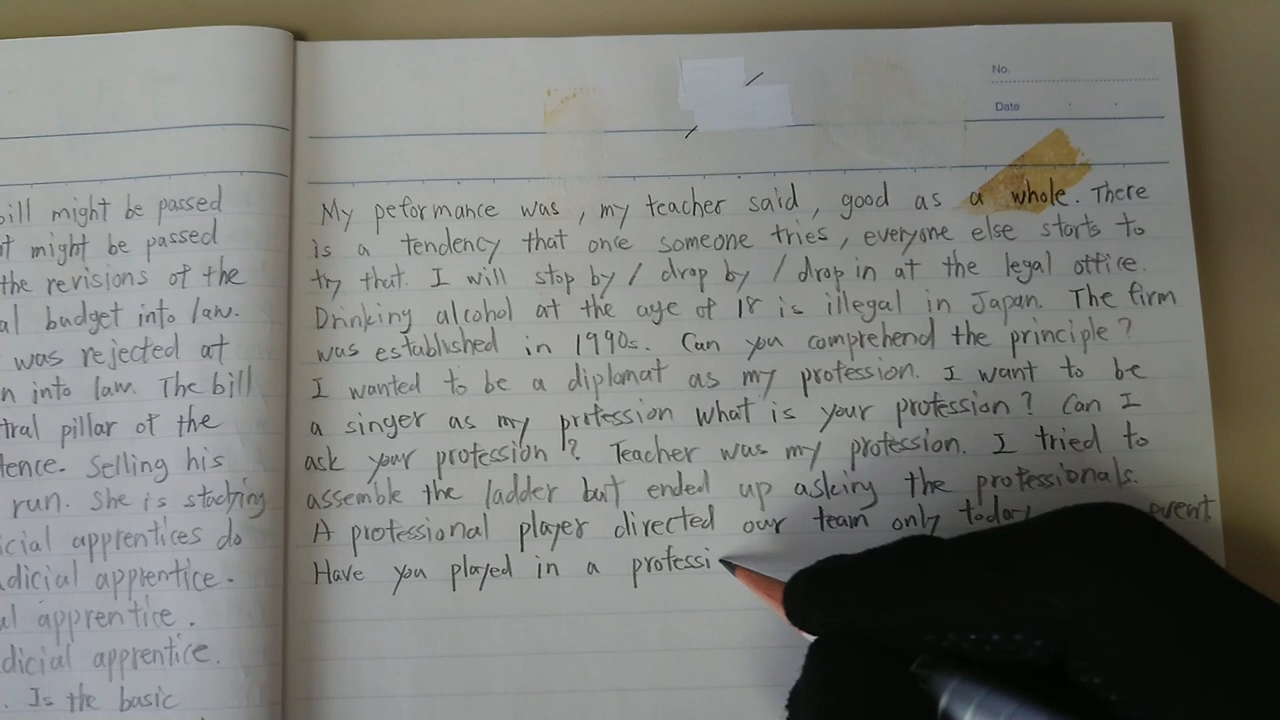 bill might be passed
ot might be passed
the revisions of the
al budget into law.
was rejected at
n into law. The bill
tral pillar of the
tence. Selling his
run. She is studying
icial apprentices do
dicial apprentice.
al apprentice.
dicial apprentice.
. Is the basic
No.
Date
My peformance was, my teacher said, good as a whole. There
is a tendency that once someone tries, everyone else starts to
try that. I will stop by / drop by / drop in at the legal office.
Drinking alcohol at the age of 18 is illegal in Japan. The firm
was established in 1990s. Can you comprehend the principle?
I wanted to be a diplomat as my profession. I want to be
a singer as my profession what is your profession? Can I
ask your profession? Teacher was my profession. I tried to
assemble the ladder but ended up asking the professionals.
A professional player directed our team only today event.
Have you played in a professi